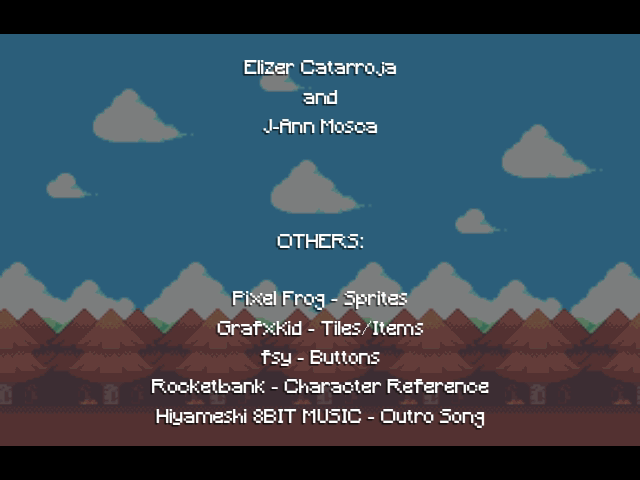 Elizer Catarroja
and
J-Ann Mosca
OTHERS:
Pixel Frog - Sprites
GrafxKid - Tiles/Items
fsy - Buttons
Rocketbank - Character Reference
Hiyameshi 8BIT MUSIC - Outro Song